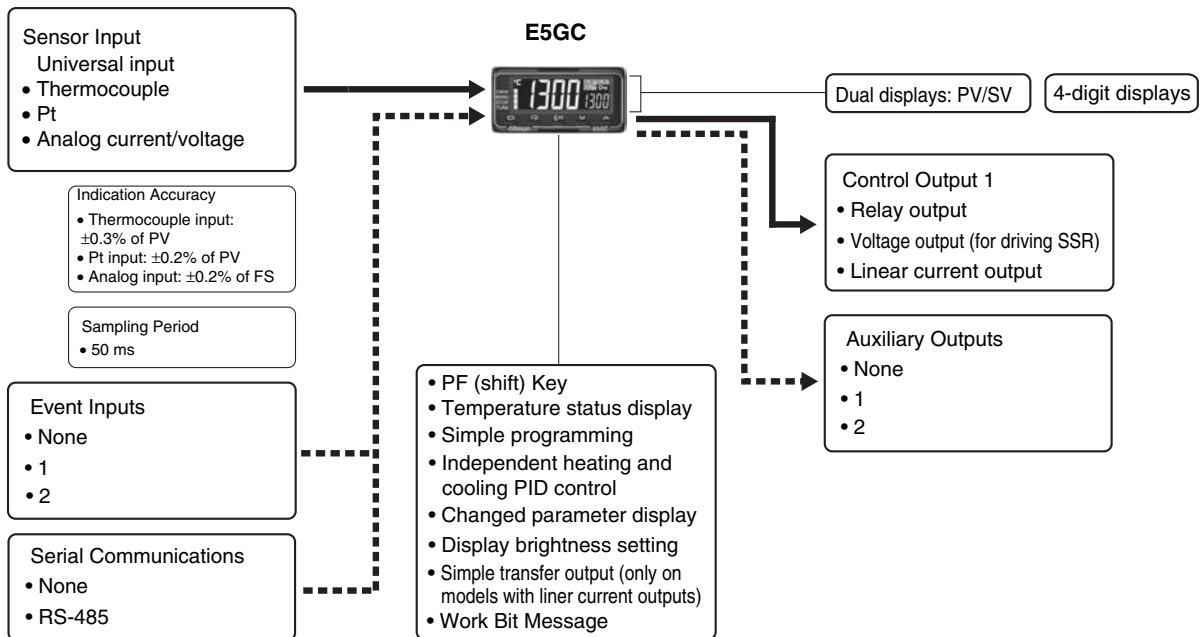 E5GC
Sensor Input
Universal input
• Thermocouple
• Pt
• Analog current/voltage
Indication Accuracy
• Thermocouple input:
±0.3% of PV
• Pt input: ±0.2% of PV
• Analog input: ±0.2% of FS
Sampling Period
• 50 ms
Event Inputs
• None
• 1
• 2
Serial Communications
• None
• RS-485
°C
1300
1300
omron
E5GC
• PF (shift) Key
• Temperature status display
• Simple programming
• Independent heating and
cooling PID control
• Changed parameter display
• Display brightness setting
• Simple transfer output (only on
models with liner current outputs)
• Work Bit Message
Dual displays: PV/SV
4-digit displays
Control Output 1
• Relay output
• Voltage output (for driving SSR)
• Linear current output
Auxiliary Outputs
• None
• 1
• 2